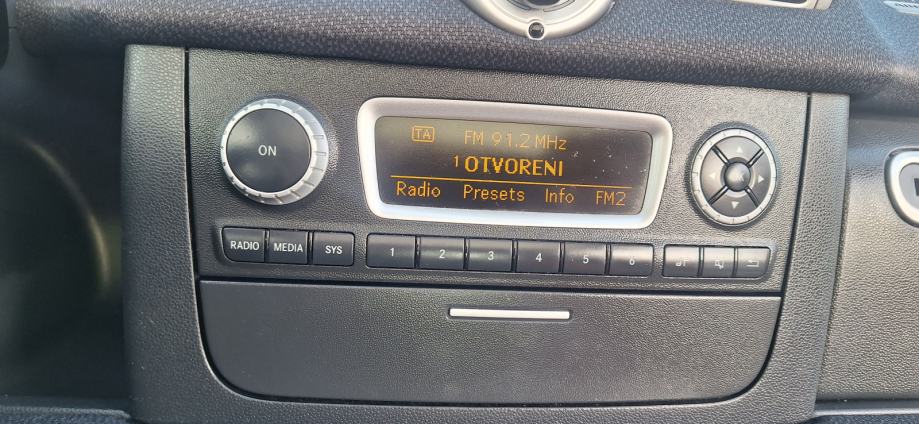 TA FM 91.2 MHz
1 OTVORENI
Radio Presets Info FM2
ON
OK
RADIO MEDIA SYS 1 2 3 4 5 6